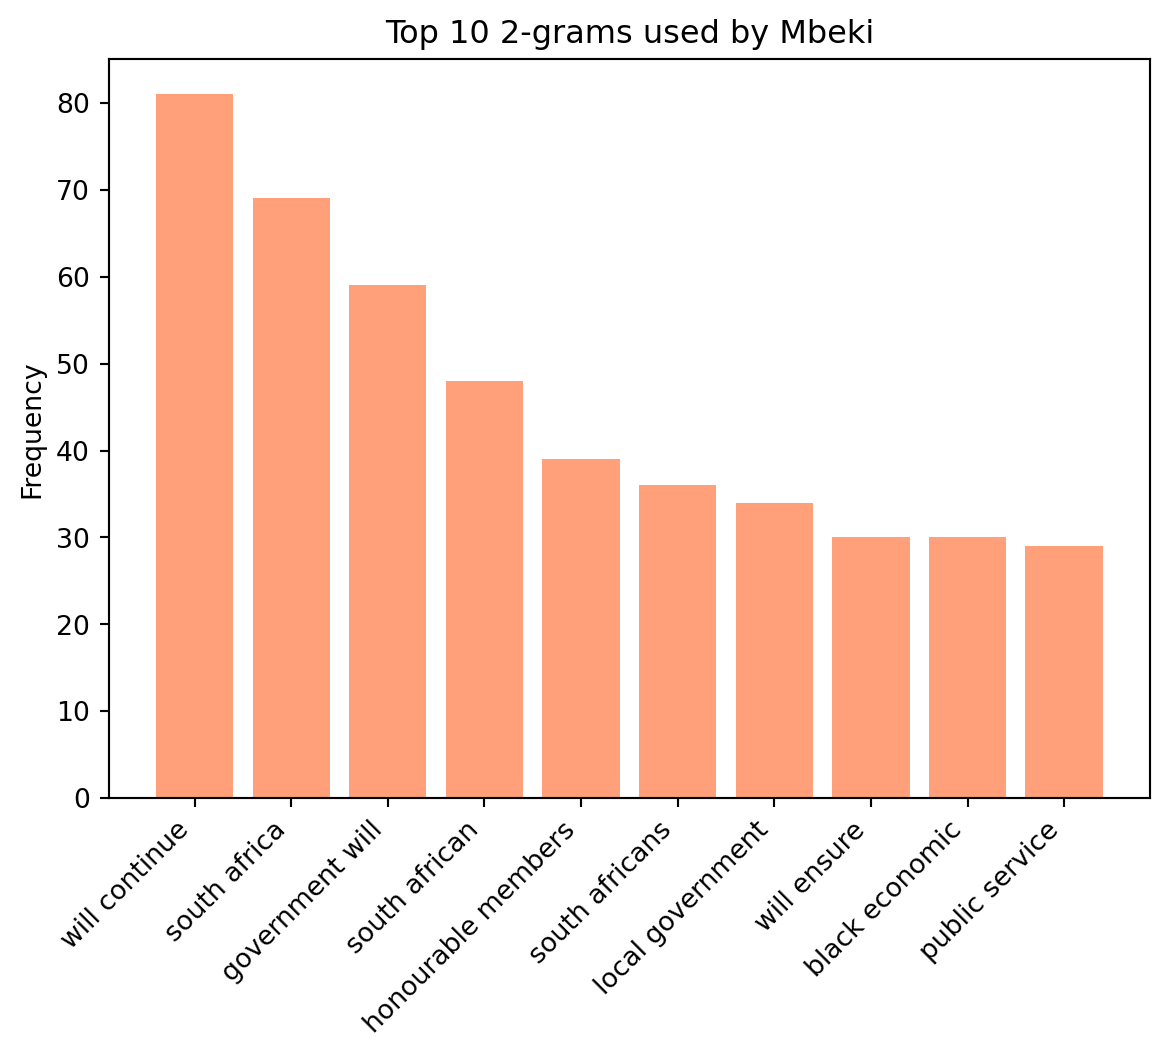 Top 10 2-grams used by Mbeki
Frequency
80
70
60
50
40
30
20
10
0
will continue
south africa
government will
south african
honourable members
south africans
local government
will ensure
black economic
public service